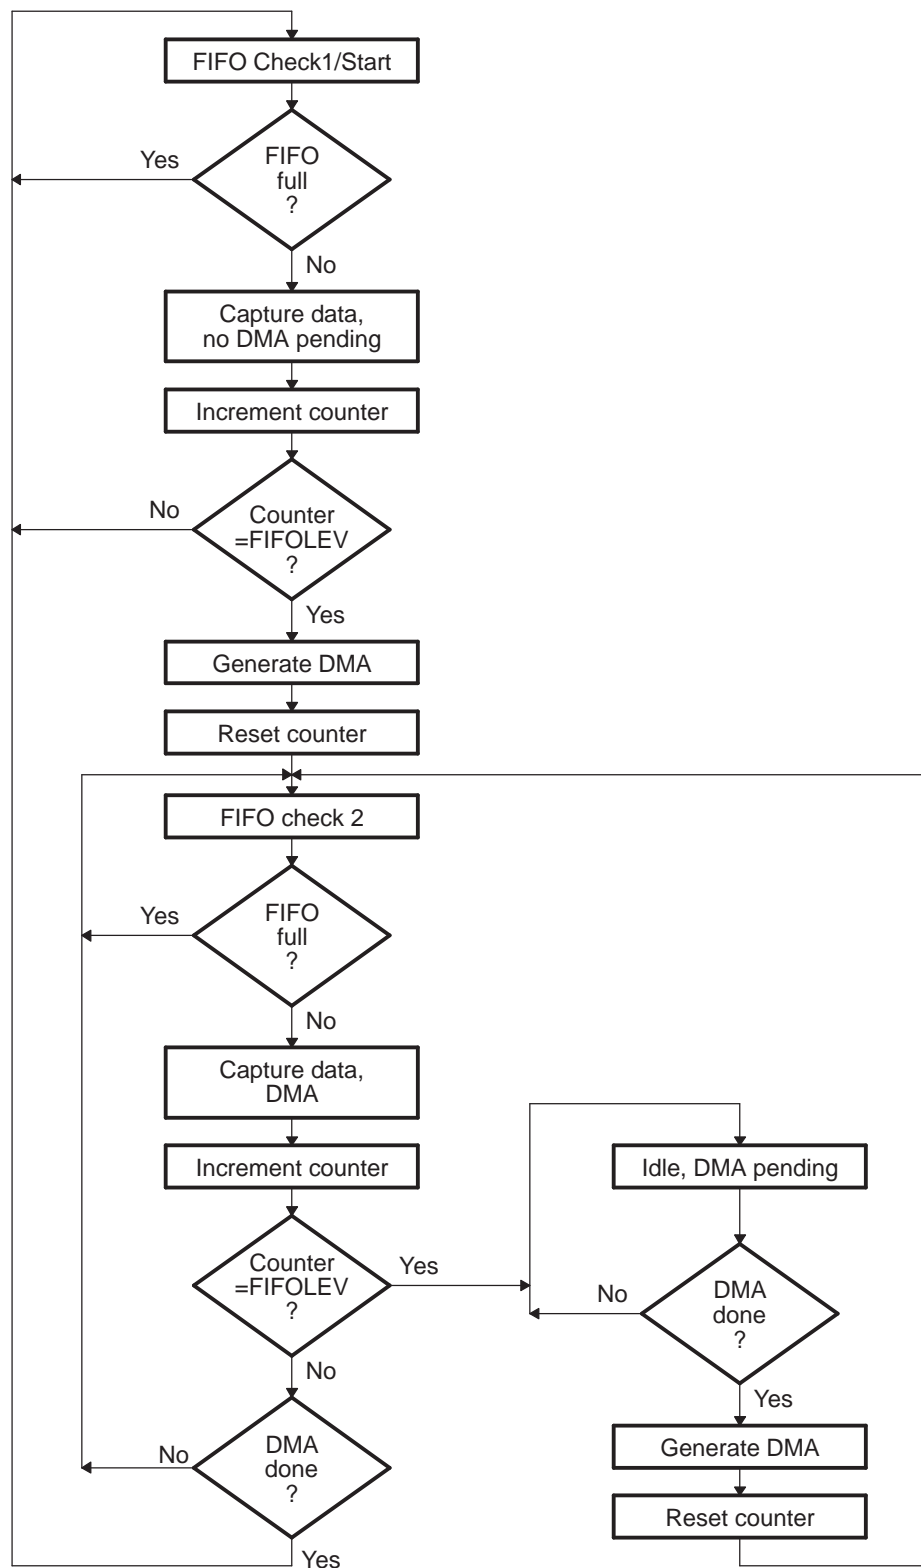 FIFO Check1/Start
Yes
FIFO
full
?
No
Capture data,
no DMA pending
Increment counter
No
Counter
=FIFOLEV
?
Yes
Generate DMA
Reset counter
FIFO check 2
Yes
FIFO
full
?
No
Capture data,
DMA
Increment counter
Counter
=FIFOLEV
?
Yes
No
No
DMA
done
?
Yes
Idle, DMA pending
No
DMA
done
?
Yes
Generate DMA
Reset counter